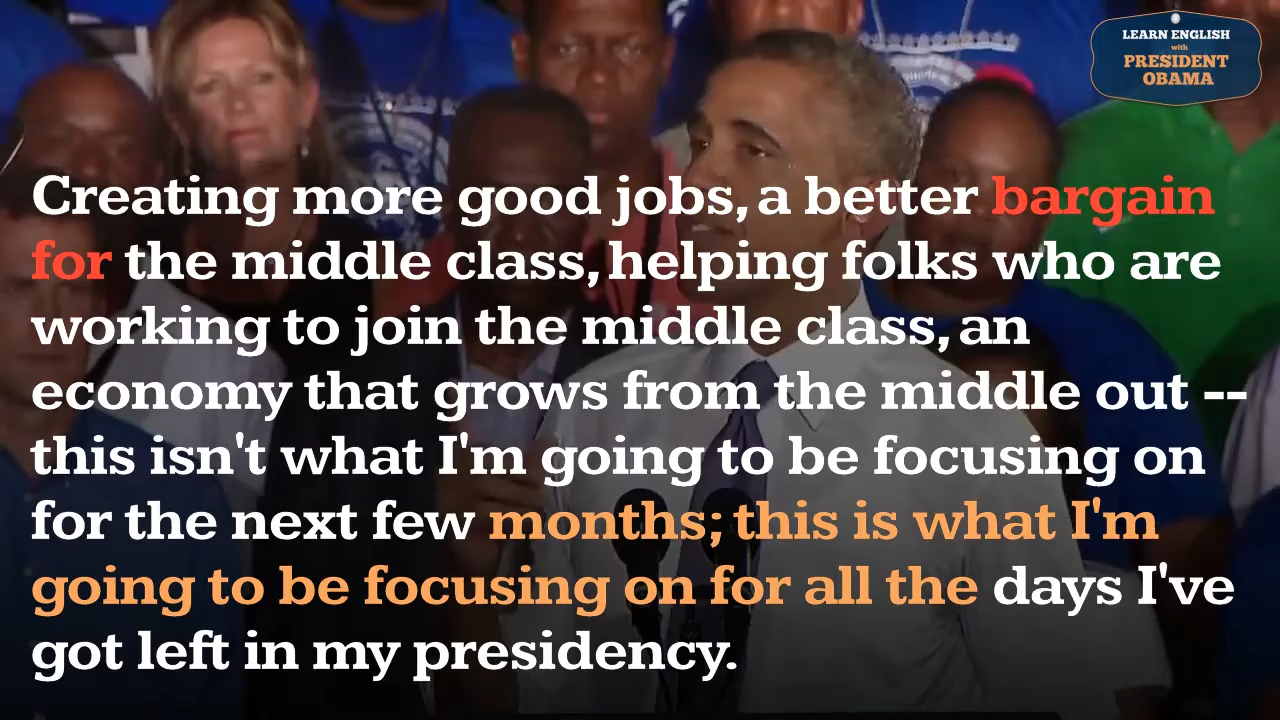 LEARN ENGLISH
with
PRESIDENT
OBAMA
Creating more good jobs, a better bargain
for the middle class, helping folks who are
working to join the middle class, an
economy that grows from the middle out --
this isn't what I'm going to be focusing on
for the next few months; this is what I'm
going to be focusing on for all the days I've
got left in my presidency.